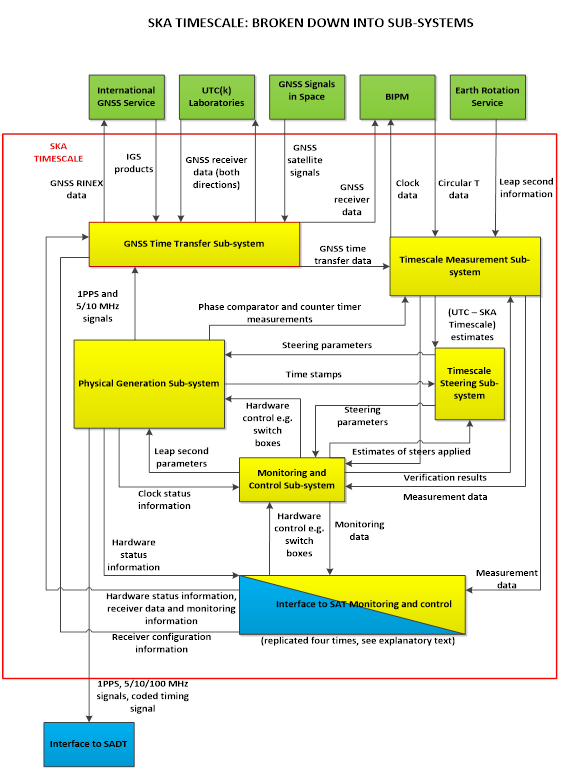 SKA TIMESCALE: BROKEN DOWN INTO SUB-SYSTEMS
International
GNSS Service
UTC(k)
Laboratories
GNSS Signals
in Space
BIPM
Earth Rotation
Service
SKA
TIMESCALE
GNSS RINEX
data
IGS
products
GNSS receiver
data (both
directions)
GNSS
satellite
signals
GNSS
receiver
data
Clock
data
Circular T
data
Leap second
information
GNSS Time Transfer Sub-system
GNSS time
transfer data
Timescale Measurement Sub-
system
1PPS and
5/10 MHz
signals
Phase comparator and counter timer
measurements
(UTC – SKA
Timescale)
estimates
Steering parameters
Physical Generation Sub-system
Time stamps
Timescale
Steering Sub-
system
Hardware
control e.g.
switch
boxes
Steering
parameters
Leap second
parameters
Estimates of steers applied
Monitoring and
Control Sub-system
Verification results
Measurement data
Clock status
information
Hardware
control e.g.
switch
boxes
Monitoring
data
Hardware
status
information
Measurement
data
Hardware status information,
receiver data and monitoring
information
Interface to SAT Monitoring and control
Receiver configuration
information
(replicated four times, see explanatory text)
1PPS, 5/10/100 MHz
signals, coded timing
signal
Interface to SADT